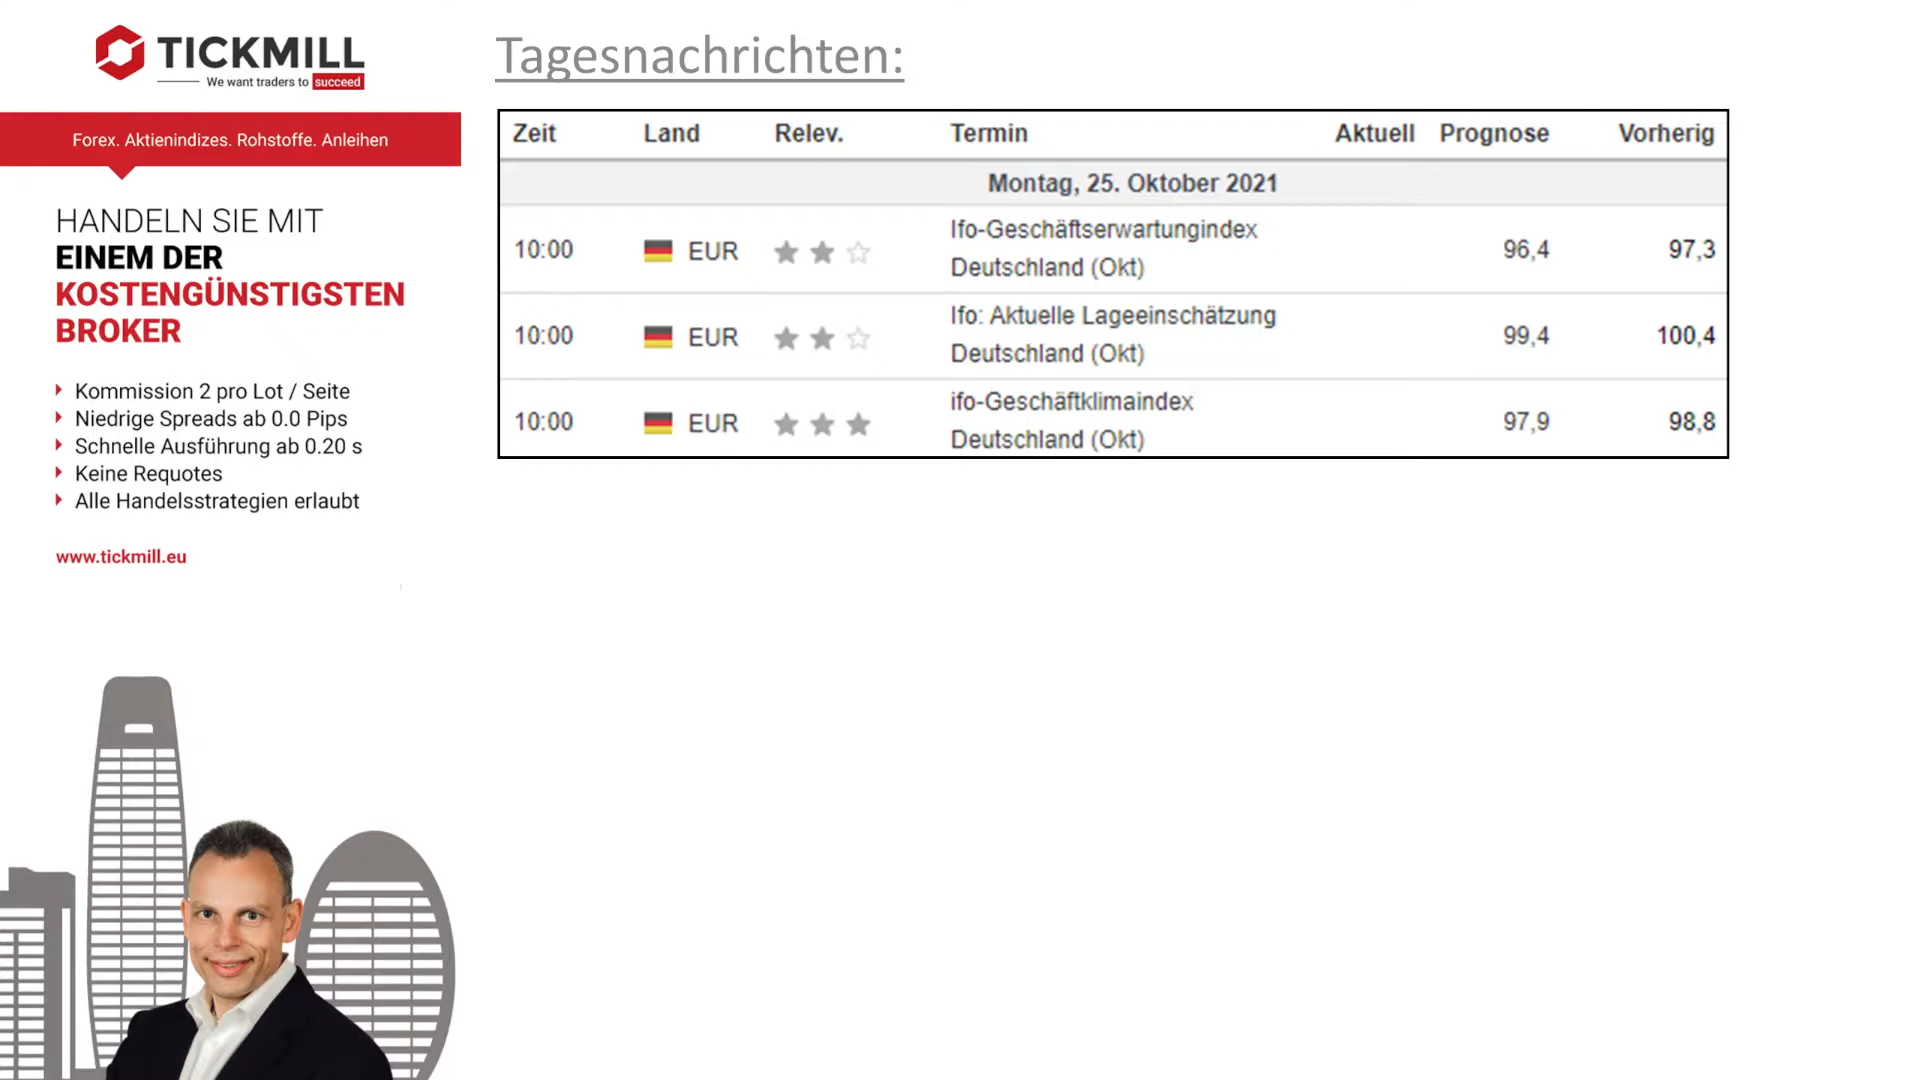 TICKMILL
We want traders to succeed
Forex. Aktienindizes. Rohstoffe. Anleihen
HANDELN SIE MIT
EINEM DER
KOSTENGÜNSTIGSTEN
BROKER
Kommission 2 pro Lot / Seite
Niedrige Spreads ab 0.0 Pips
Schnelle Ausführung ab 0.20 s
Keine Requotes
Alle Handelsstrategien erlaubt
www.tickmill.eu
Tagesnachrichten:
Zeit Land Relev. Termin Aktuell Prognose Vorherig
Montag, 25. Oktober 2021
10:00 EUR Ifo-Geschäftserwartungindex 96,4 97,3
Deutschland (Okt)
10:00 EUR Ifo: Aktuelle Lageeinschätzung 99,4 100,4
Deutschland (Okt)
10:00 EUR ifo-Geschäftklimaindex 97,9 98,8
Deutschland (Okt)